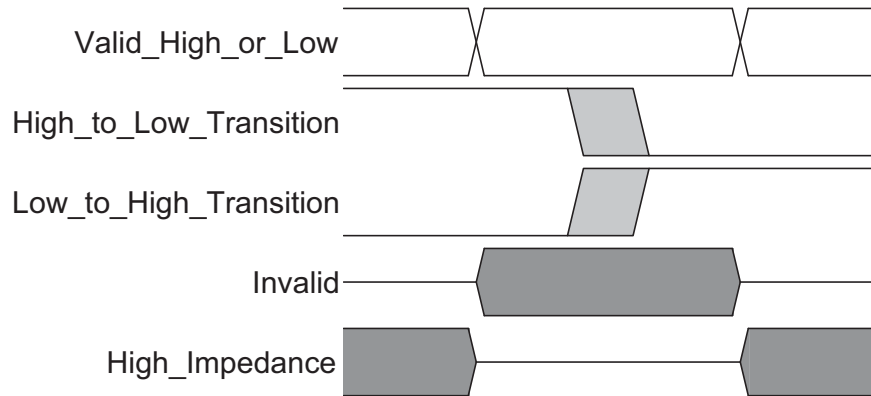 Valid_High_or_Low
High_to_Low_Transition
Low_to_High_Transition
Invalid
High_Impedance